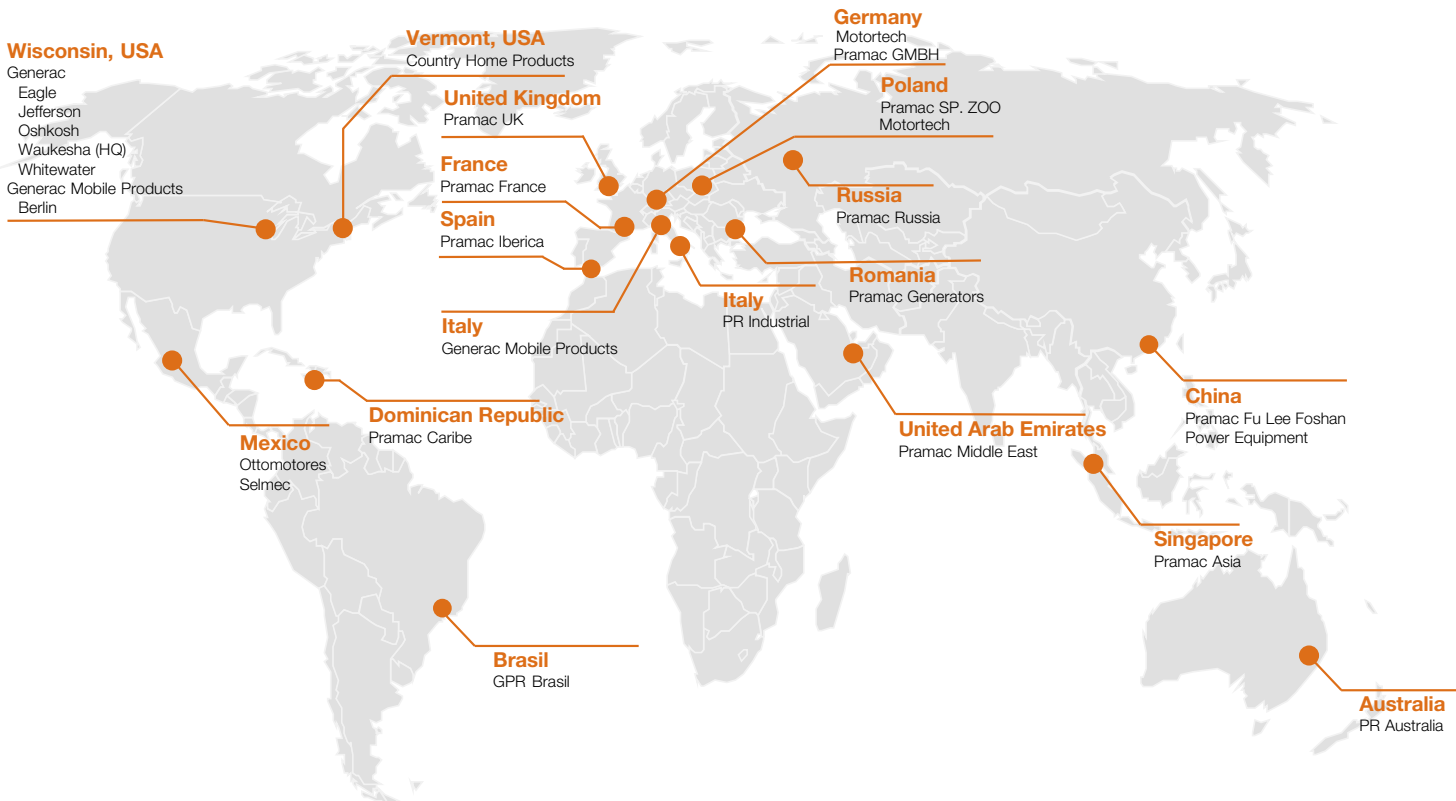 Wisconsin, USA
Generac
Eagle
Jefferson
Oshkosh
Waukesha (HQ)
Whitewater
Generac Mobile Products
Berlin
Vermont, USA
Country Home Products
United Kingdom
Pramac UK
France
Pramac France
Spain
Pramac Iberica
Italy
Generac Mobile Products
Germany
Motortech
Pramac GMBH
Poland
Pramac SP. ZOO
Motortech
Russia
Pramac Russia
Romania
Pramac Generators
Italy
PR Industrial
Mexico
Ottomotores
Selmec
Dominican Republic
Pramac Caribe
United Arab Emirates
Pramac Middle East
China
Pramac Fu Lee Foshan
Power Equipment
Singapore
Pramac Asia
Brasil
GPR Brasil
Australia
PR Australia